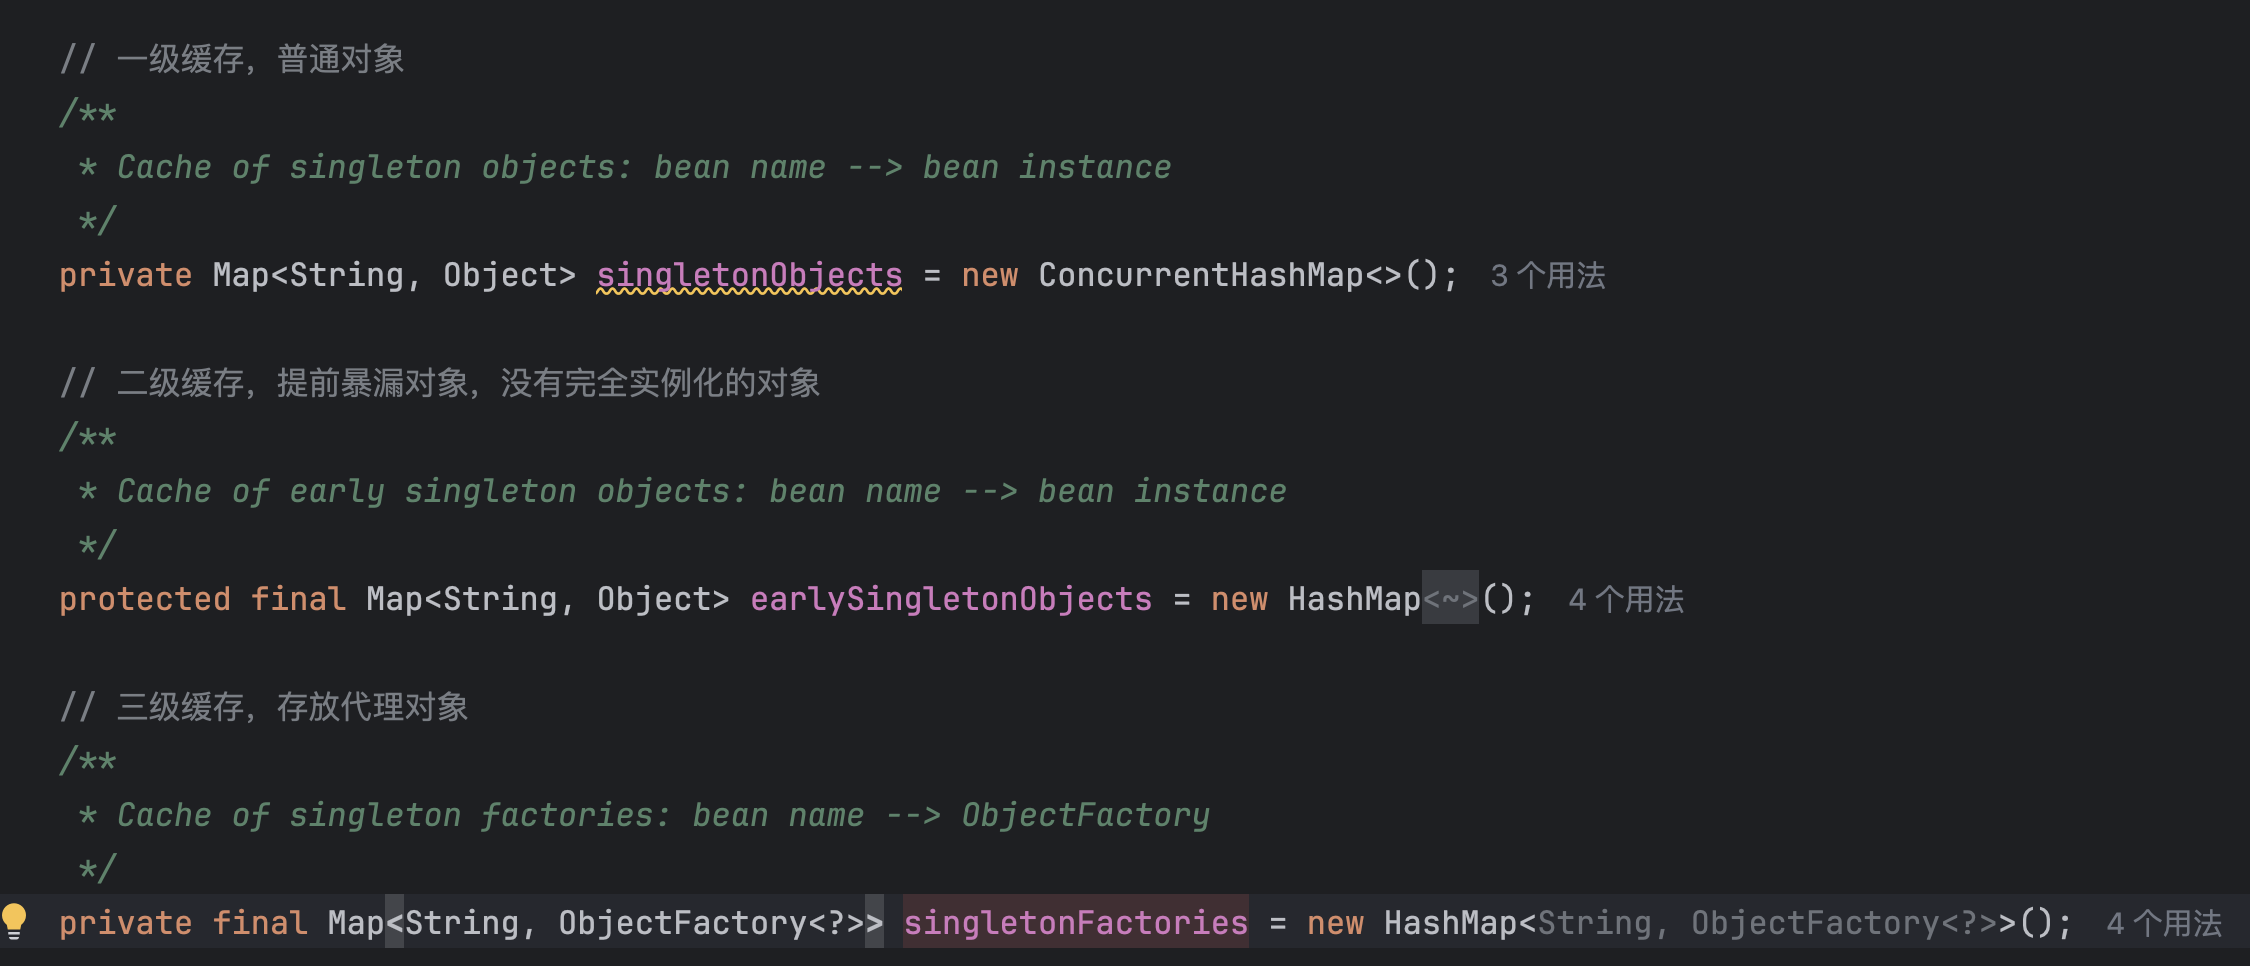 // 一级缓存，普通对象
/**
 * Cache of singleton objects: bean name --> bean instance
 */
private Map<String, Object> singletonObjects = new ConcurrentHashMap<>(); 3 个用法
// 二级缓存，提前暴漏对象，没有完全实例化的对象
/**
 * Cache of early singleton objects: bean name --> bean instance
 */
protected final Map<String, Object> earlySingletonObjects = new HashMap<~>(); 4 个用法
// 三级缓存，存放代理对象
/**
 * Cache of singleton factories: bean name --> ObjectFactory
 */
private final Map<String, ObjectFactory<?>> singletonFactories = new HashMap<String, ObjectFactory<?>>(); 4 个用法